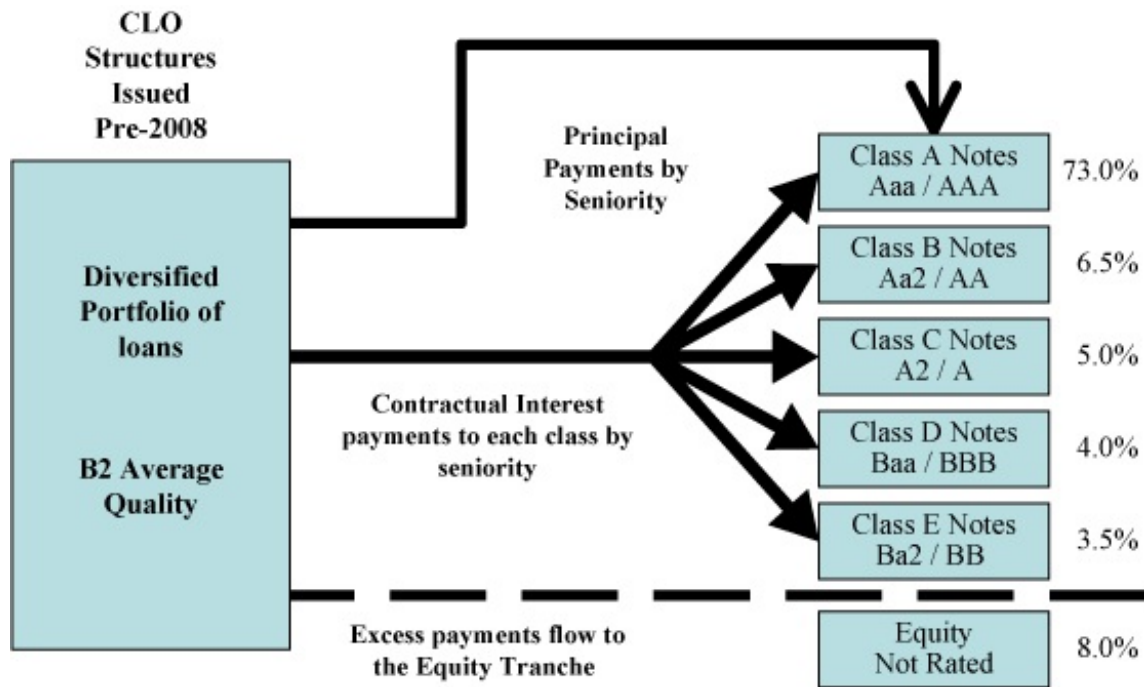 CLO
Structures
Issued
Pre-2008
Diversified
Portfolio of
loans
B2 Average
Quality
Principal
Payments by
Seniority
Contractual Interest
payments to each class by
seniority
Excess payments flow to
the Equity Tranche
Class A Notes
Aaa / AAA
73.0%
Class B Notes
Aa2 / AA
6.5%
Class C Notes
A2 / A
5.0%
Class D Notes
Baa / BBB
4.0%
Class E Notes
Ba2 / BB
3.5%
Equity
Not Rated
8.0%